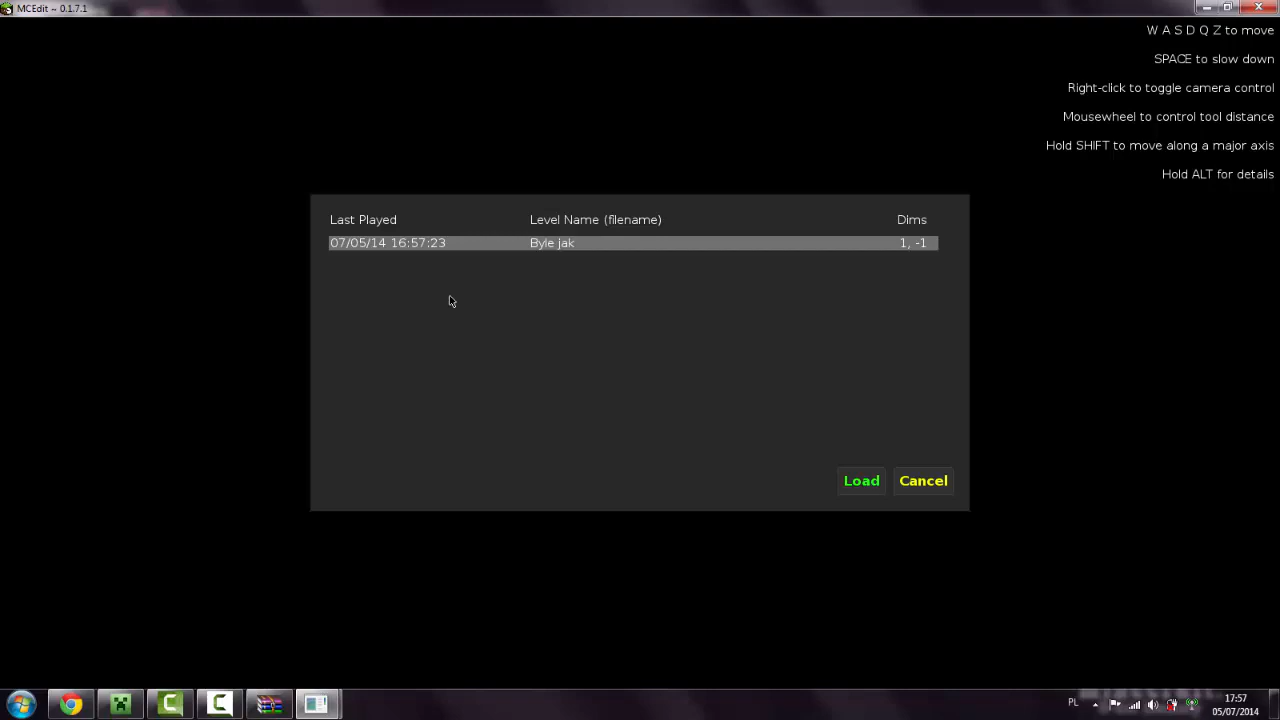 MCEdit ~ 0.1.7.1
W A S D Q Z to move
SPACE to slow down
Right-click to toggle camera control
Mousewheel to control tool distance
Hold SHIFT to move along a major axis
Hold ALT for details
Last Played Level Name (filename) Dims
07/05/14 16:57:23 Byle jak 1, -1
Load Cancel
PL 17:57
05/07/2014